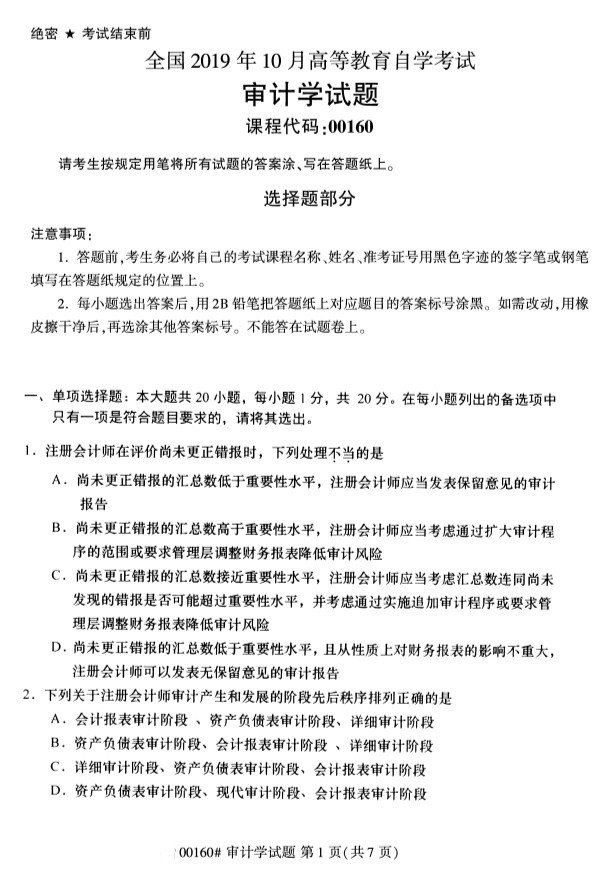 绝密 ★ 考试结束前
全国 2019 年 10 月高等教育自学考试
审计学试题
课程代码:00160
请考生按规定用笔将所有试题的答案涂、写在答题纸上。
选择题部分
注意事项:
1. 答题前,考生务必将自己的考试课程名称、姓名、准考证号用黑色字迹的签字笔或钢笔
填写在答题纸规定的位置上。
2. 每小题选出答案后,用 2B 铅笔把答题纸上对应题目的答案标号涂黑。如需改动,用橡
皮擦干净后,再选涂其他答案标号。不能答在试题卷上。
一、单项选择题：本大题共 20 小题，每小题 1 分，共 20 分。在每小题列出的备选项中
只有一项是符合题目要求的，请将其选出。
1．注册会计师在评价尚未更正错报时，下列处理不当的是
A．尚未更正错报的汇总数低于重要性水平，注册会计师应当发表保留意见的审计
报告
B．尚未更正错报的汇总数高于重要性水平，注册会计师应当考虑通过扩大审计程
序的范围或要求管理层调整财务报表降低审计风险
C．尚未更正错报的汇总数接近重要性水平，注册会计师应当考虑汇总数连同尚未
发现的错报是否可能超过重要性水平，并考虑通过实施追加审计程序或要求管
理层调整财务报表降低审计风险
D．尚未更正错报的汇总数低于重要性水平，且从性质上对财务报表的影响不重大，
注册会计师可以发表无保留意见的审计报告
2．下列关于注册会计师审计产生和发展的阶段先后秩序排列正确的是
A．会计报表审计阶段 、资产负债表审计阶段、详细审计阶段
B．资产负债表审计阶段、会计报表审计阶段 、详细审计阶段
C．详细审计阶段、资产负债表审计阶段、会计报表审计阶段
D．资产负债表审计阶段、现代审计阶段、会计报表审计阶段
00160# 审计学试题 第 1 页(共 7 页)